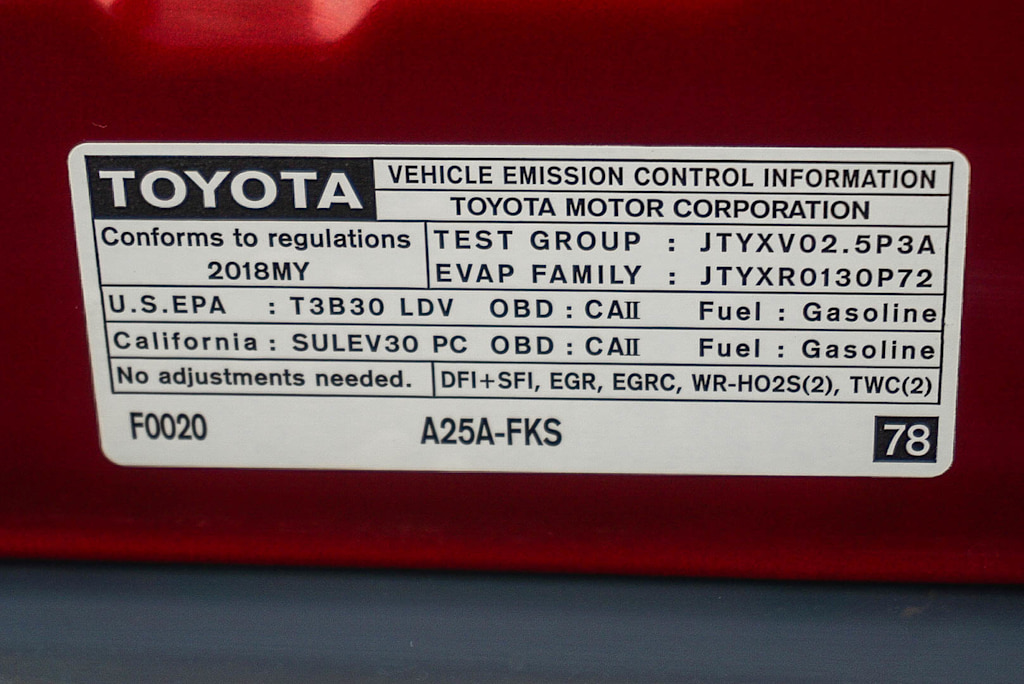 TOYOTA VEHICLE EMISSION CONTROL INFORMATION
TOYOTA MOTOR CORPORATION
Conforms to regulations
2018MY
TEST GROUP : JTYXV02.5P3A
EVAP FAMILY : JTYXR0130P72
U.S.EPA : T3B30 LDV OBD : CAII Fuel : Gasoline
California : SULEV30 PC OBD : CAII Fuel : Gasoline
No adjustments needed. DFI+SFI, EGR, EGRC, WR-HO2S(2), TWC(2)
F0020 A25A-FKS 78